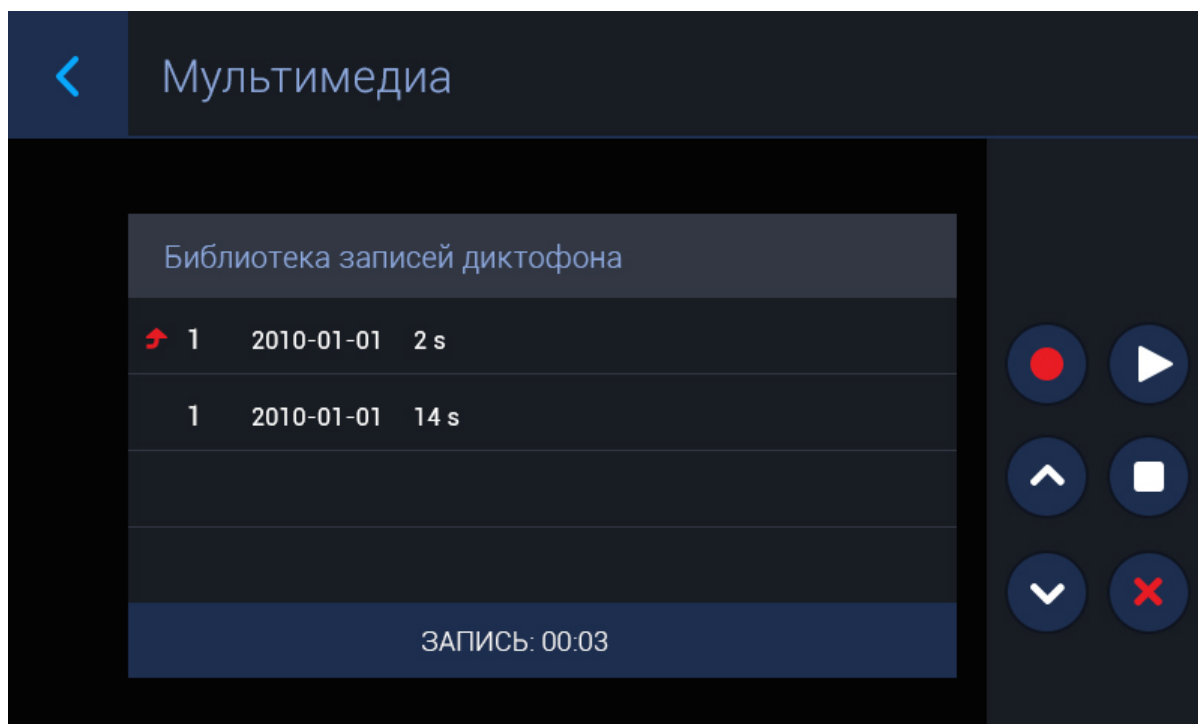 Мультимедиа
Библиотека записей диктофона
1 2010-01-01 2 s
1 2010-01-01 14 s
ЗАПИСЬ: 00:03